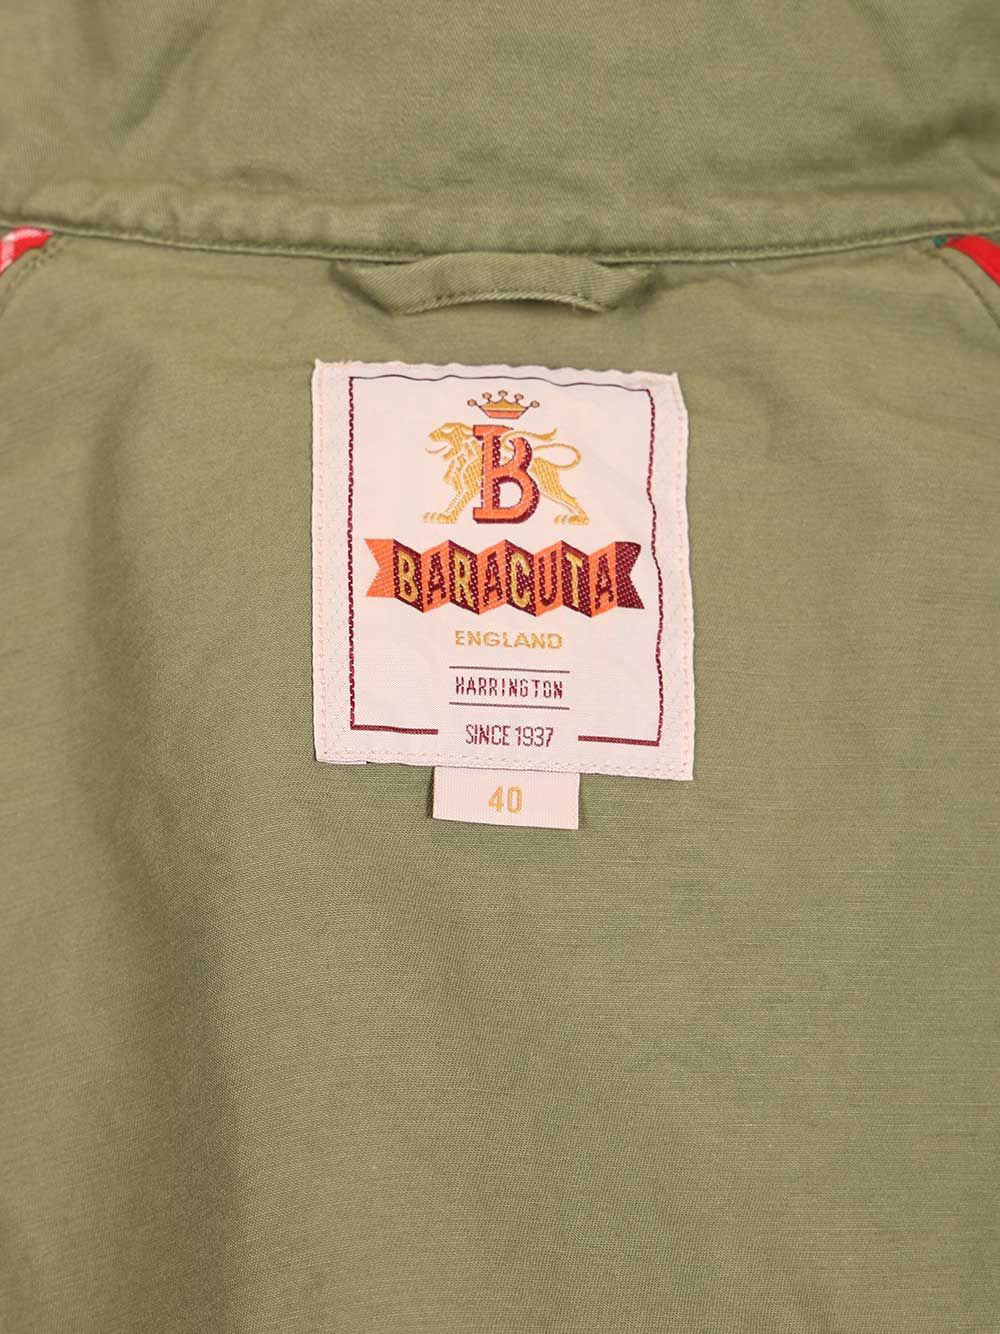 B
BARACUTA
ENGLAND
HARRINGTON
SINCE 1937
40